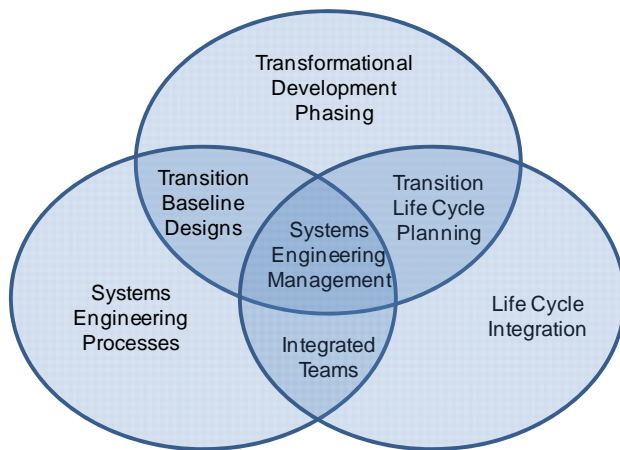 Transformational
Development
Phasing
Transition
Baseline
Designs
Transition
Life Cycle
Planning
Systems
Engineering
Management
Systems
Engineering
Processes
Life Cycle
Integration
Integrated
Teams